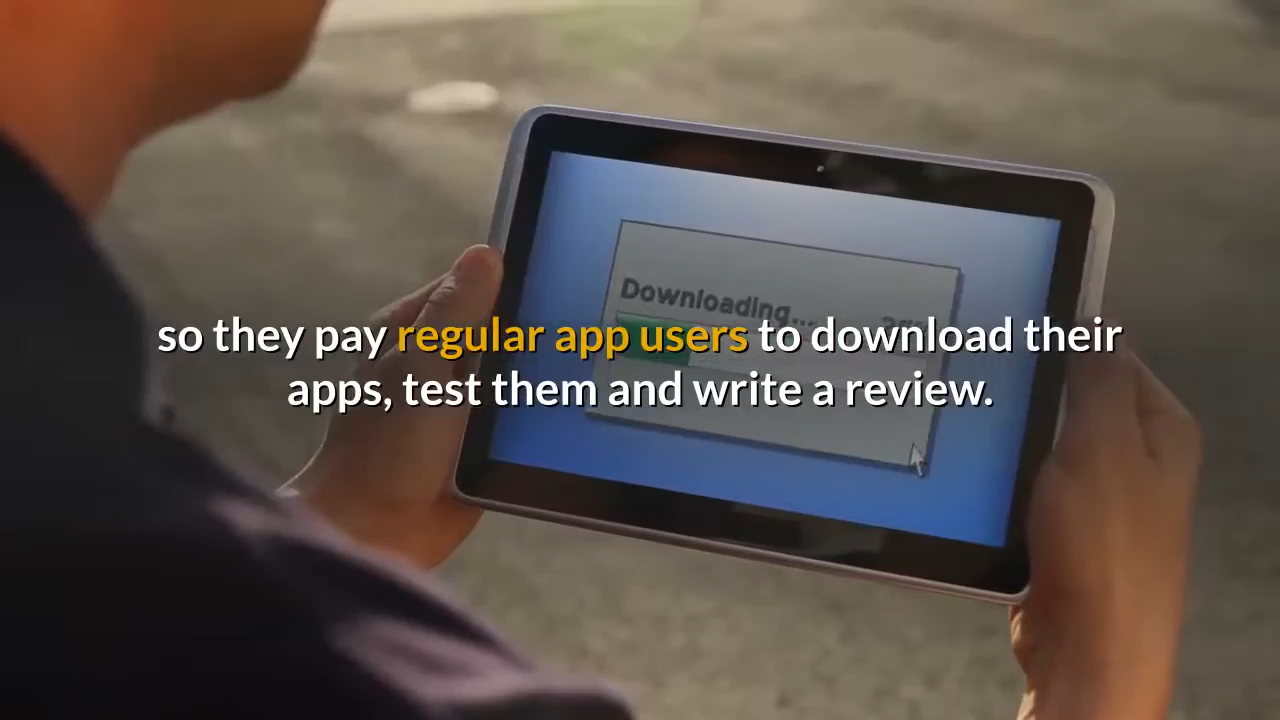 Downloading...
so they pay regular app users to download their
apps, test them and write a review.